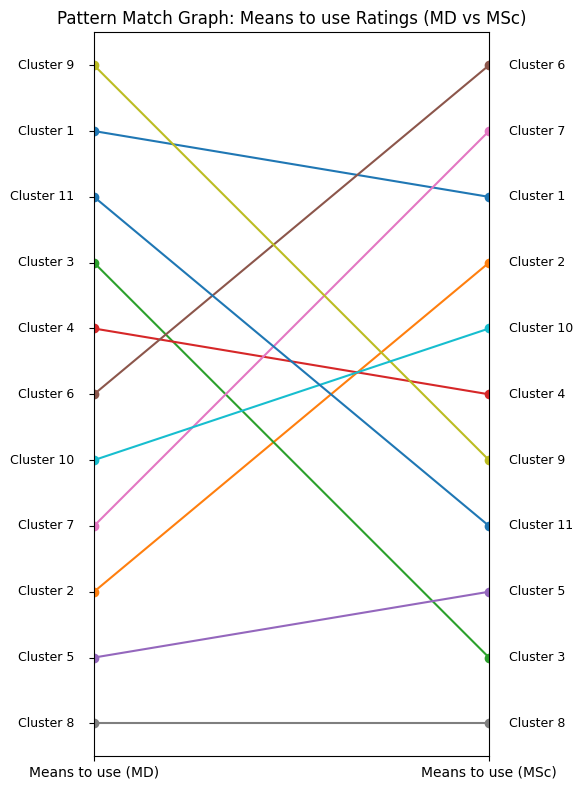 Pattern Match Graph: Means to use Ratings (MD vs MSc)
Cluster 9
Cluster 6
Cluster 1
Cluster 7
Cluster 11
Cluster 1
Cluster 3
Cluster 2
Cluster 4
Cluster 10
Cluster 6
Cluster 4
Cluster 10
Cluster 9
Cluster 7
Cluster 11
Cluster 2
Cluster 5
Cluster 5
Cluster 3
Cluster 8
Cluster 8
Means to use (MD)
Means to use (MSc)